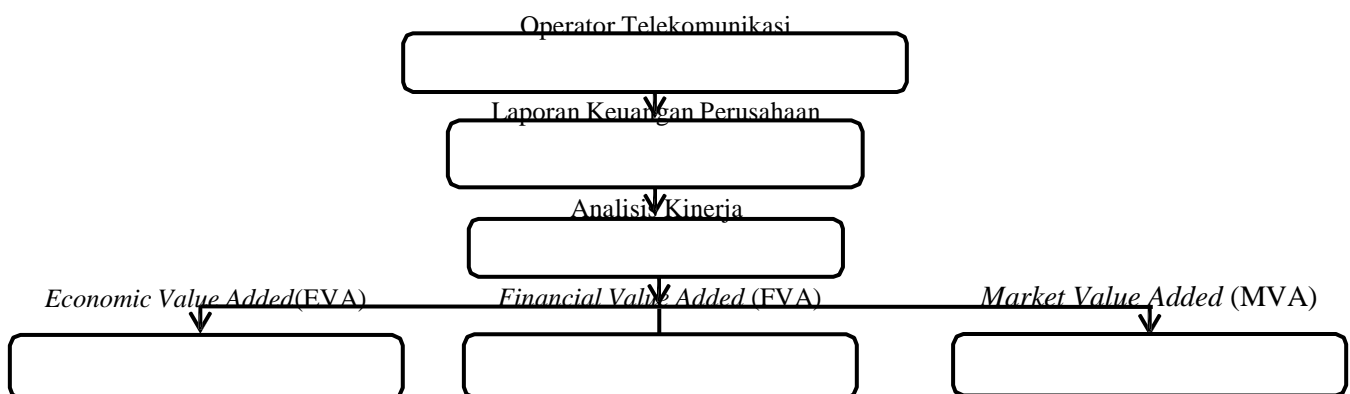 Operator Telekomunikasi
Laporan Keuangan Perusahaan
Analisis Kinerja
Economic Value Added(EVA)
Financial Value Added (FVA)
Market Value Added (MVA)